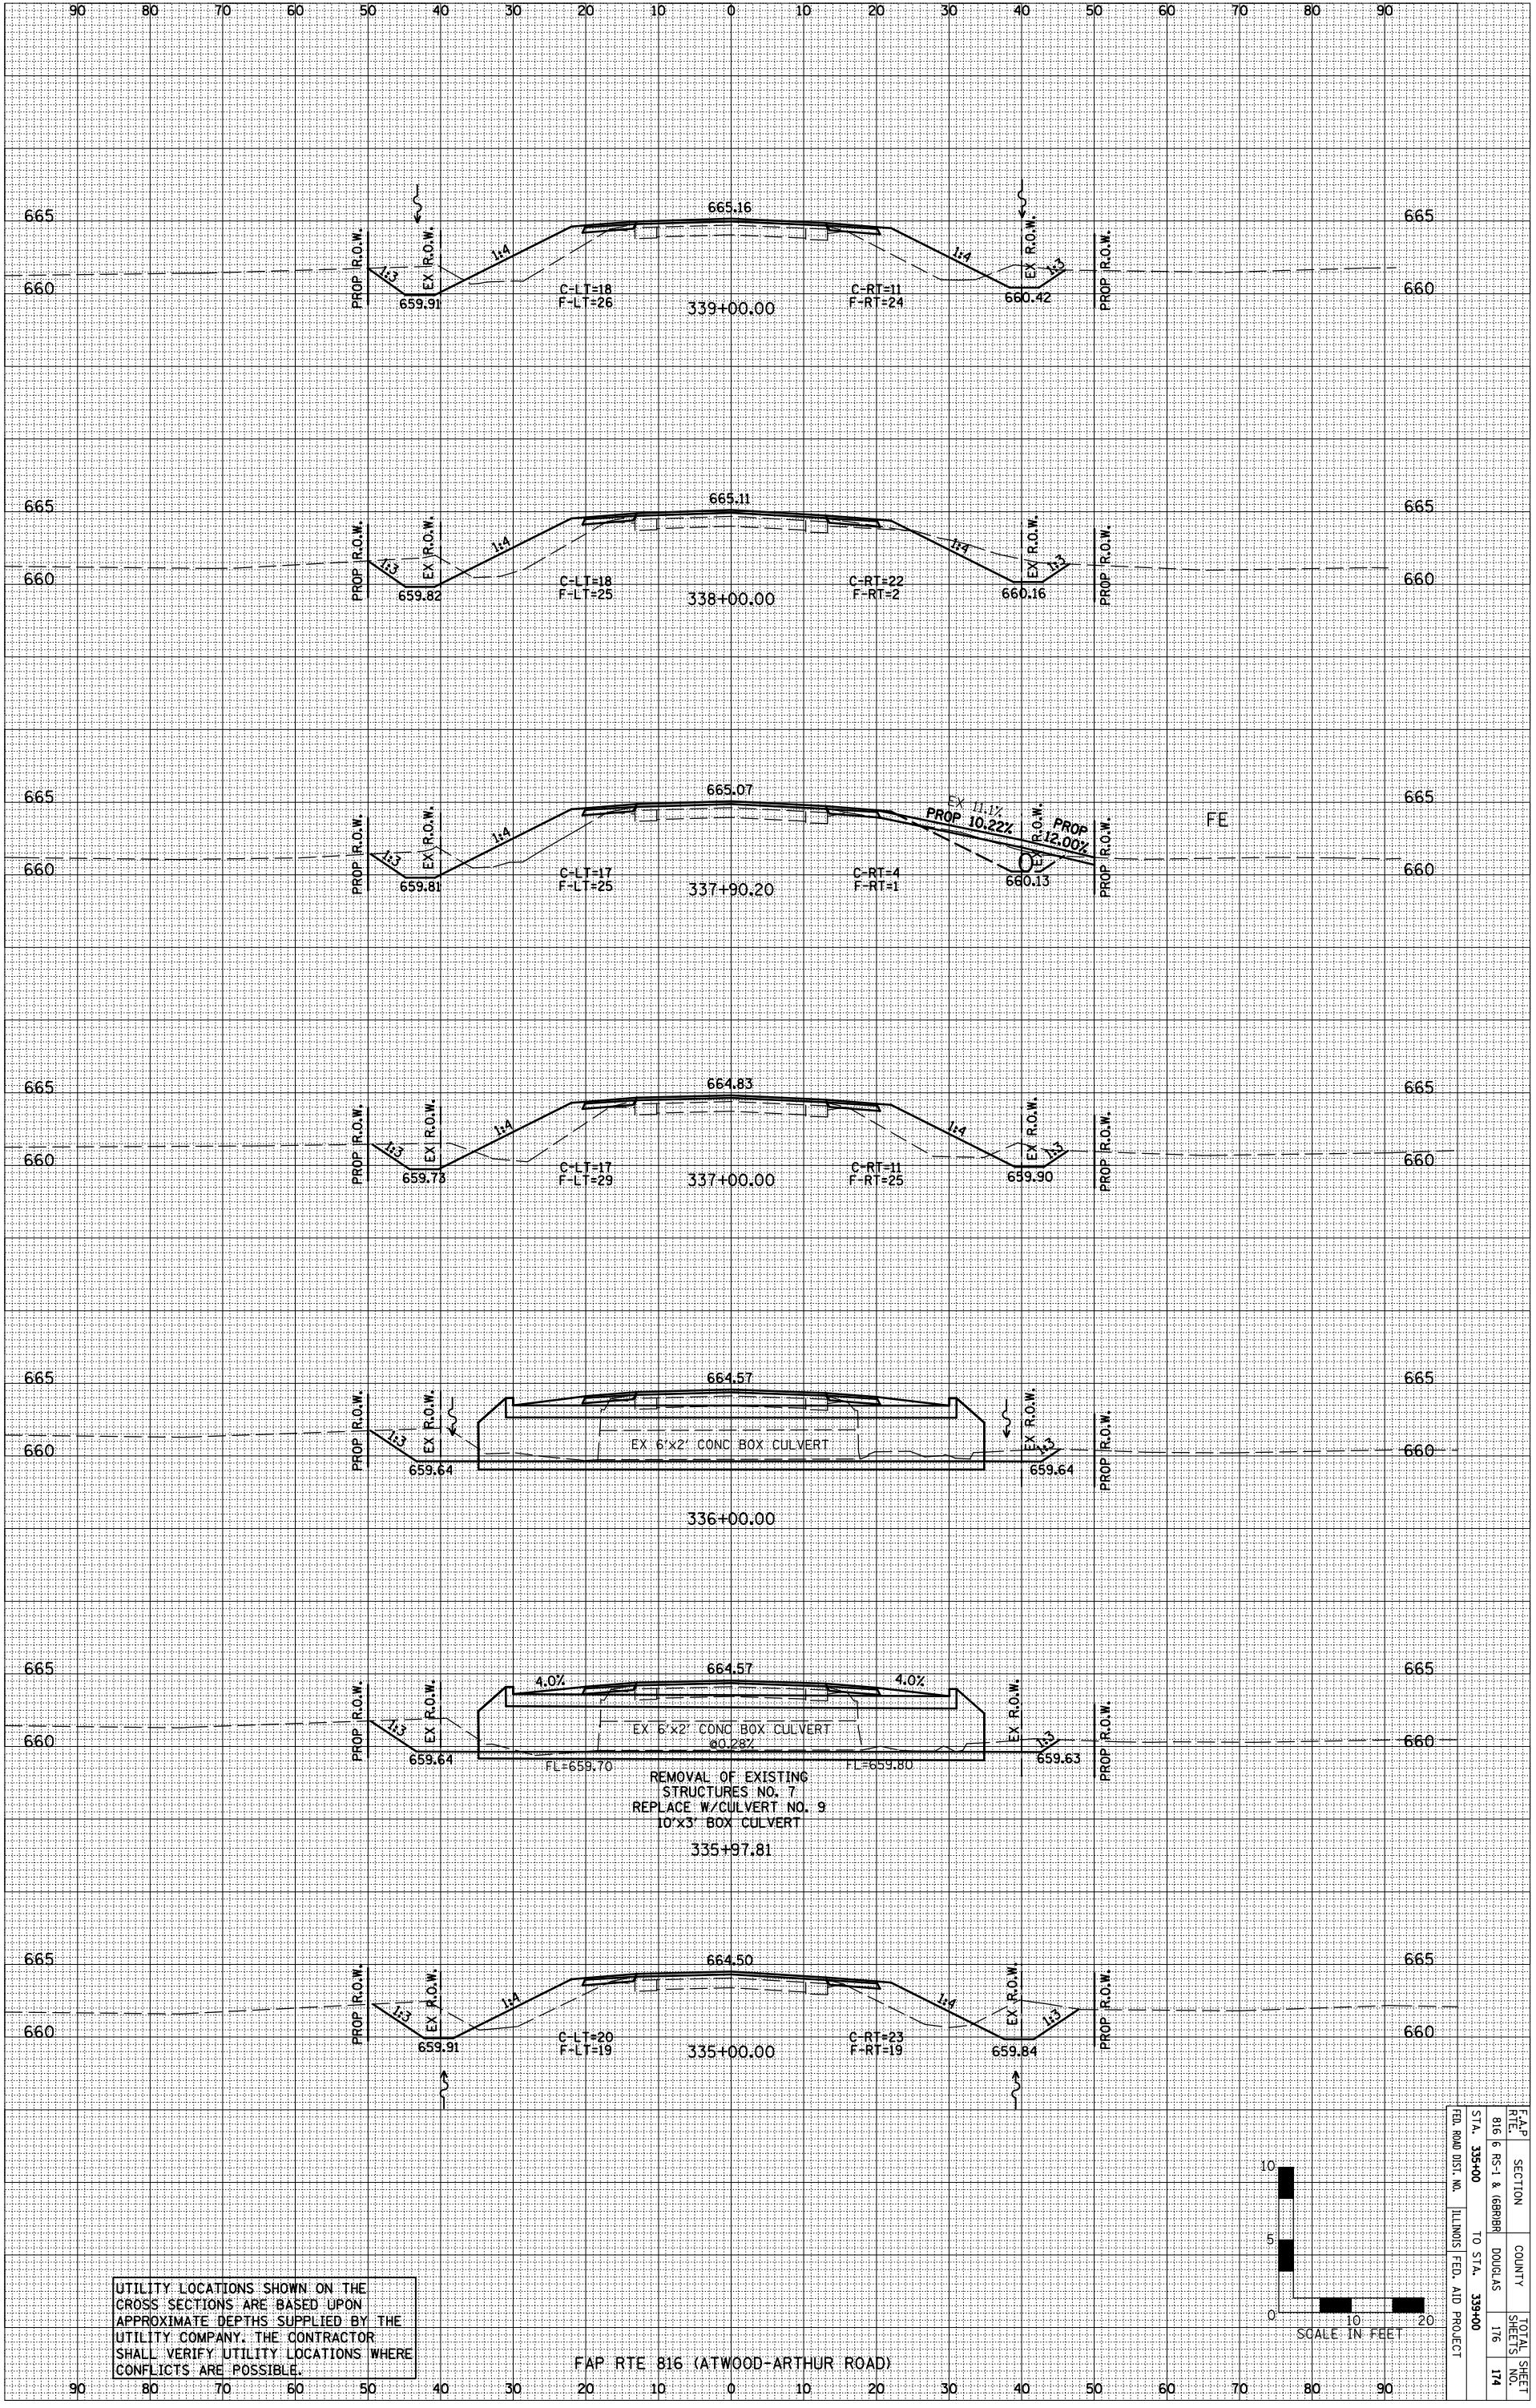 90 80 70 60 50 40 30 20 10 0 10 20 30 40 50 60 70 80 90
665.16
665 665
PROP R.O.W. EX R.O.W. EX R.O.W. PROP R.O.W.
1:3 1:4 1:4 1:3
660 660
659.91 660.42
C-LT=18 C-RT=11
F-LT=26 F-RT=24
339+00.00
665.11
665 665
PROP R.O.W. EX R.O.W. EX R.O.W. PROP R.O.W.
1:3 1:4 1:4 1:3
660 660
659.82 660.16
C-LT=18 C-RT=22
F-LT=25 F-RT=2
338+00.00
665.07
665 665
EX 11.1%
PROP 10.22%
PROP
12.00%
FE
PROP R.O.W. EX R.O.W. EX R.O.W. PROP R.O.W.
1:3 1:4
660 660
659.81 660.13
C-LT=17 C-RT=4
F-LT=25 F-RT=1
337+90.20
664.83
665 665
PROP R.O.W. EX R.O.W. EX R.O.W. PROP R.O.W.
1:3 1:4 1:4 1:3
660 660
659.73 659.90
C-LT=17 C-RT=11
F-LT=29 F-RT=25
337+00.00
664.57
665 665
PROP R.O.W. EX R.O.W. EX R.O.W. PROP R.O.W.
1:3 EX 6'x2' CONC BOX CULVERT 1:3
660 660
659.64 659.64
336+00.00
664.57
665 665
4.0% 4.0%
PROP R.O.W. EX R.O.W. EX R.O.W. PROP R.O.W.
1:3 EX 6'x2' CONC BOX CULVERT 1:3
@0.28%
660 660
659.64 659.63
FL=659.70 FL=659.80
REMOVAL OF EXISTING
STRUCTURES NO. 7
REPLACE W/CULVERT NO. 9
10'x3' BOX CULVERT
335+97.81
664.50
665 665
PROP R.O.W. EX R.O.W. EX R.O.W. PROP R.O.W.
1:3 1:4 1:4 1:3
660 660
659.91 659.84
C-LT=20 C-RT=23
F-LT=19 F-RT=19
335+00.00
F.A.P. RTE. SECTION COUNTY TOTAL SHEETS SHEET NO.
816 6 RS-1 & (6BR)BR DOUGLAS 176 174
STA. 335+00 TO STA. 339+00
FED. ROAD DIST. NO. ILLINOIS FED. AID PROJECT
10
5
0 10 20
SCALE IN FEET
UTILITY LOCATIONS SHOWN ON THE
CROSS SECTIONS ARE BASED UPON
APPROXIMATE DEPTHS SUPPLIED BY THE
UTILITY COMPANY. THE CONTRACTOR
SHALL VERIFY UTILITY LOCATIONS WHERE
CONFLICTS ARE POSSIBLE.
FAP RTE 816 (ATWOOD-ARTHUR ROAD)
90 80 70 60 50 40 30 20 10 0 10 20 30 40 50 60 70 80 90